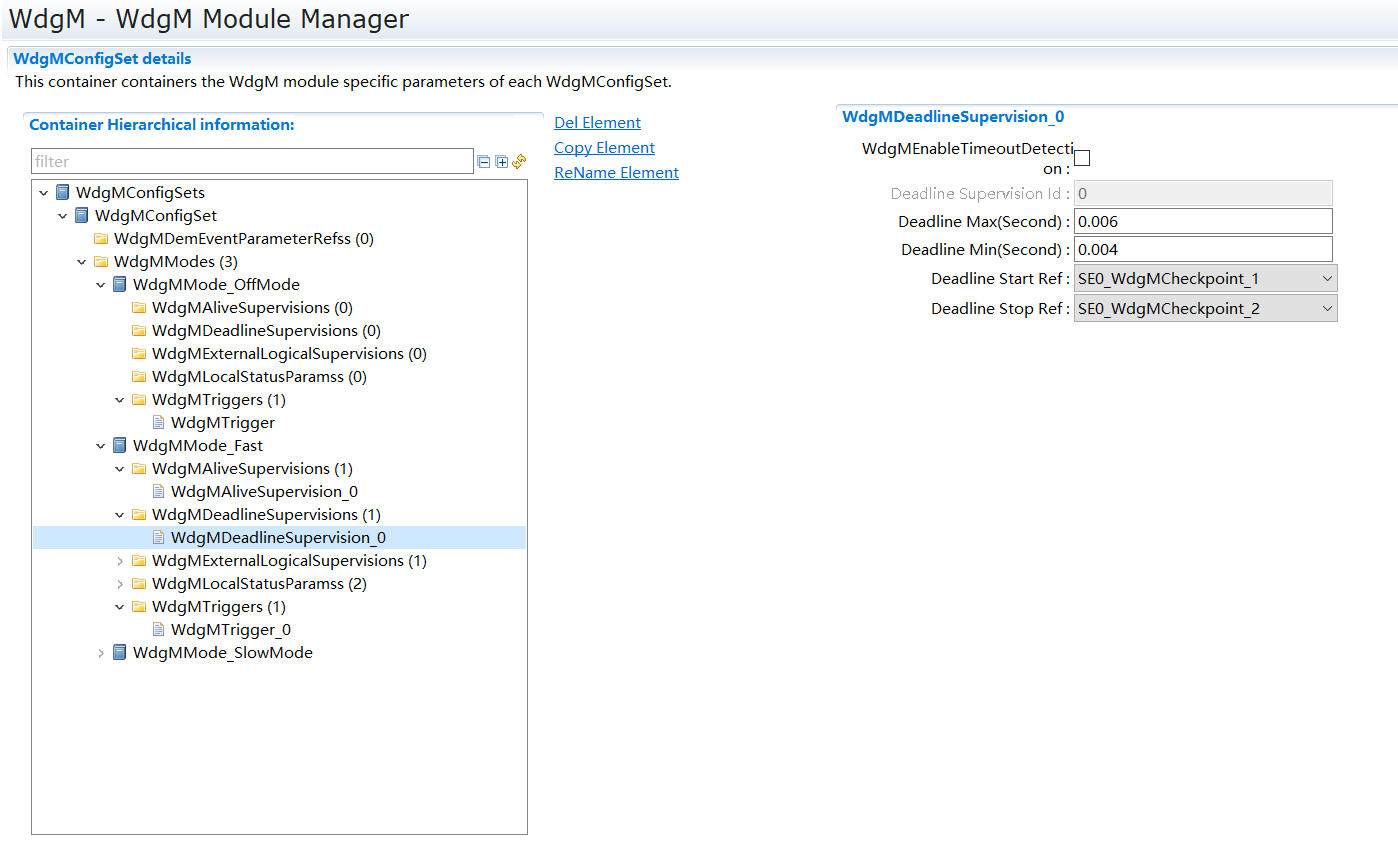 WdgM - WdgM Module Manager
WdgMConfigSet details
This container containers the WdgM module specific parameters of each WdgMConfigSet.
Container Hierarchical information:
filter
WdgMConfigSets
WdgMConfigSet
WdgMDemEventParameterRefss (0)
WdgMModes (3)
WdgMMode_OffMode
WdgMAliveSupervisions (0)
WdgMDeadlineSupervisions (0)
WdgMExternalLogicalSupervisions (0)
WdgMLocalStatusParamss (0)
WdgMTriggers (1)
WdgMTrigger
WdgMMode_Fast
WdgMAliveSupervisions (1)
WdgMAliveSupervision_0
WdgMDeadlineSupervisions (1)
WdgMDeadlineSupervision_0
WdgMExternalLogicalSupervisions (1)
WdgMLocalStatusParamss (2)
WdgMTriggers (1)
WdgMTrigger_0
WdgMMode_SlowMode
Del Element
Copy Element
ReName Element
WdgMDeadlineSupervision_0
WdgMEnableTimeoutDetecti
on :
Deadline Supervision Id : 0
Deadline Max(Second) : 0.006
Deadline Min(Second) : 0.004
Deadline Start Ref : SE0_WdgMCheckpoint_1
Deadline Stop Ref : SE0_WdgMCheckpoint_2